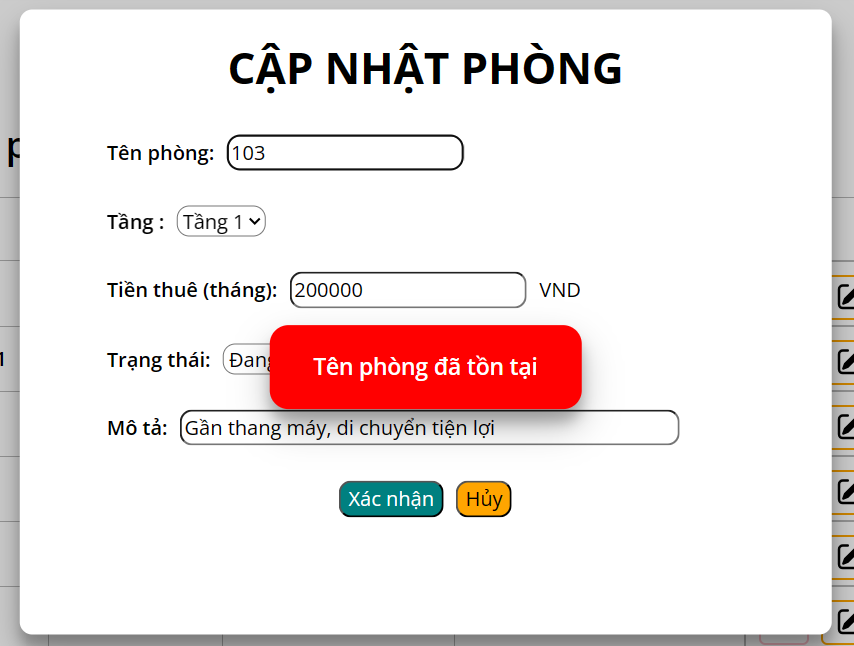 CẬP NHẬT PHÒNG
p
Tên phòng: 103
Tầng : Tầng 1
Tiền thuê (tháng): 200000 VND
1
Trạng thái: Đang
Tên phòng đã tồn tại
Mô tả: Gần thang máy, di chuyển tiện lợi
Xác nhận Hủy